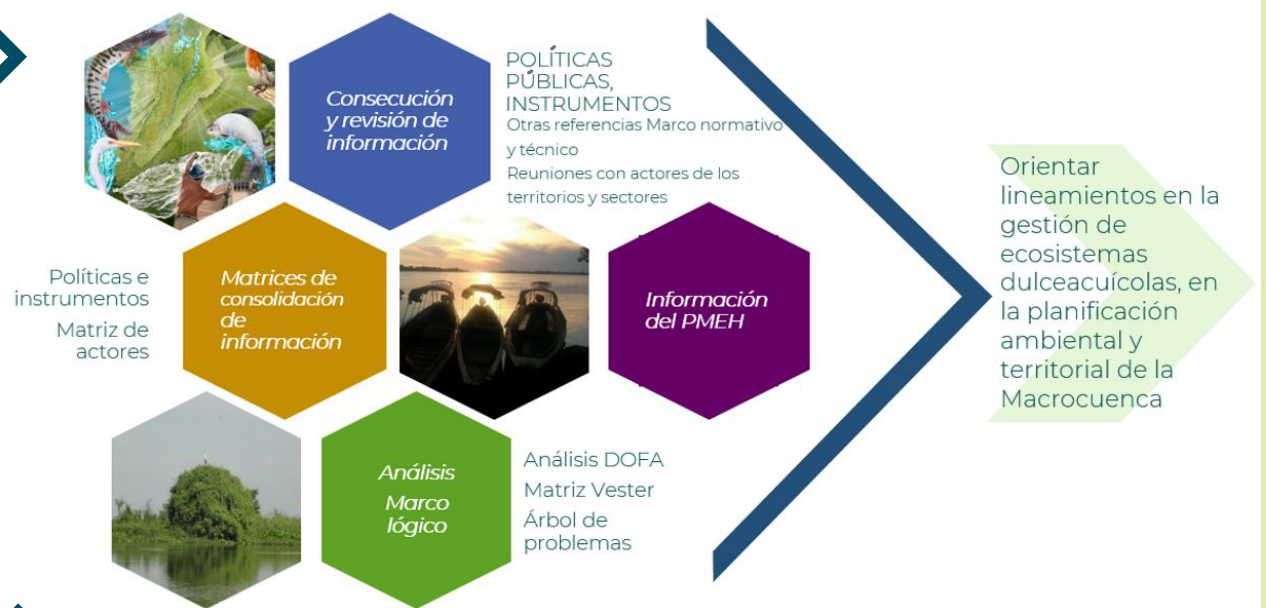 Consecución
y revisión de
información
POLÍTICAS
PÚBLICAS,
INSTRUMENTOS
Otras referencias Marco normativo
y técnico
Reuniones con actores de los
territorios y sectores
Políticas e
instrumentos
Matriz de
actores
Matrices de
consolidación
de
información
Información
del PMEH
Análisis
Marco
lógico
Análisis DOFA
Matriz Vester
Árbol de
problemas
Orientar
lineamientos en la
gestión de
ecosistemas
dulceacuícolas, en
la planificación
ambiental y
territorial de la
Macrocuenca